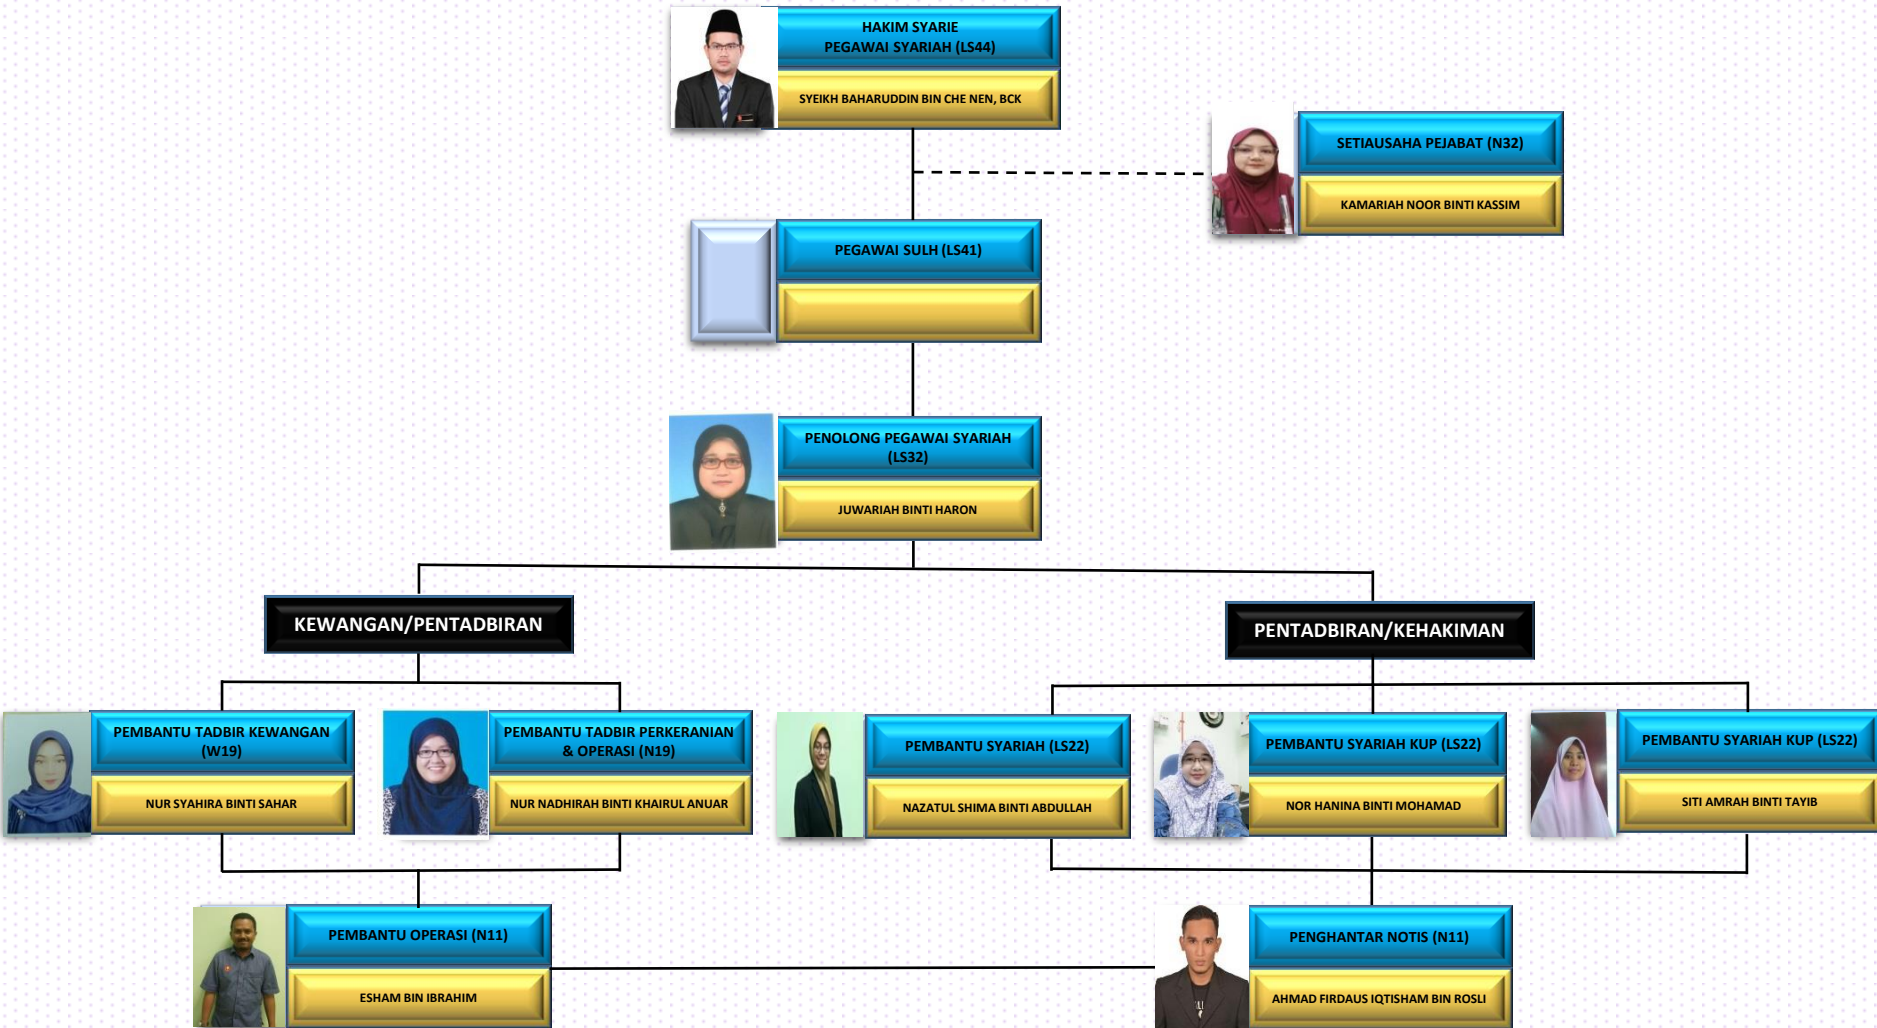 HAKIM SYARIE
PEGAWAI SYARIAH (LS44)
SYEIKH BAHARUDDIN BIN CHE NEN, BCK
SETIAUSAHA PEJABAT (N32)
KAMARIAH NOOR BINTI KASSIM
PEGAWAI SULH (LS41)
PENOLONG PEGAWAI SYARIAH
(LS32)
JUWARIAH BINTI HARON
KEWANGAN/PENTADBIRAN
PENTADBIRAN/KEHAKIMAN
PEMBANTU TADBIR KEWANGAN
(W19)
NUR SYAHIRA BINTI SAHAR
PEMBANTU TADBIR PERKERANIAN
& OPERASI (N19)
NUR NADHIRAH BINTI KHAIRUL ANUAR
PEMBANTU SYARIAH (LS22)
NAZATUL SHIMA BINTI ABDULLAH
PEMBANTU SYARIAH KUP (LS22)
NOR HANINA BINTI MOHAMAD
PEMBANTU SYARIAH KUP (LS22)
SITI AMRAH BINTI TAYIB
PEMBANTU OPERASI (N11)
ESHAM BIN IBRAHIM
PENGHANTAR NOTIS (N11)
AHMAD FIRDAUS IQTISHAM BIN ROSLI